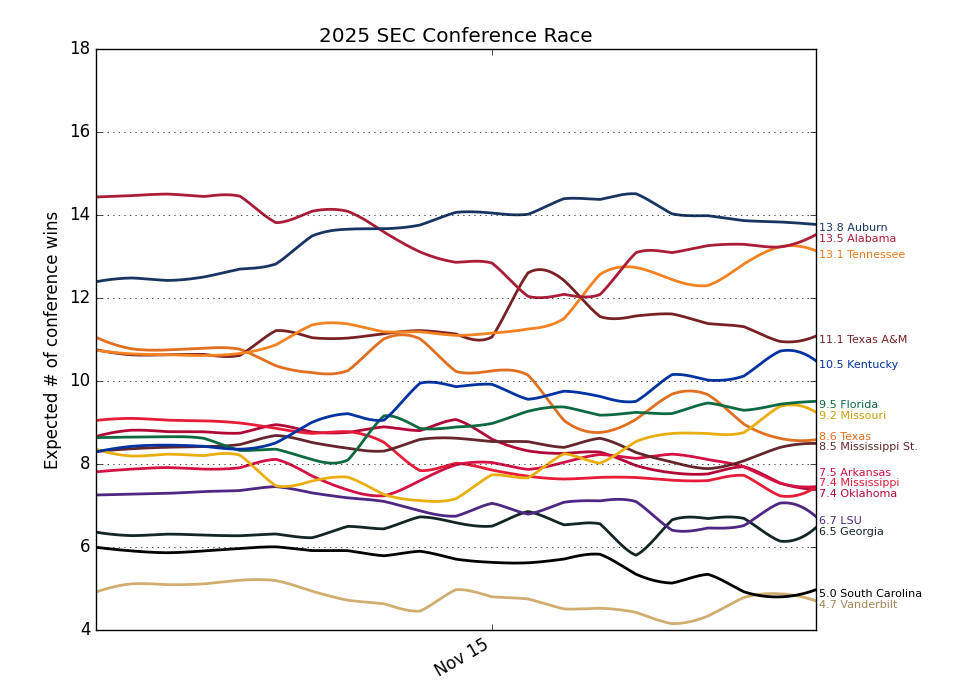 2025 SEC Conference Race
18
16
14
12
10
8
6
4
Expected # of conference wins
Nov 15
13.8 Auburn
13.5 Alabama
13.1 Tennessee
11.1 Texas A&M
10.5 Kentucky
9.5 Florida
9.2 Missouri
8.6 Texas
8.5 Mississippi St.
7.5 Arkansas
7.4 Mississippi
7.4 Oklahoma
6.7 LSU
6.5 Georgia
5.0 South Carolina
4.7 Vanderbilt